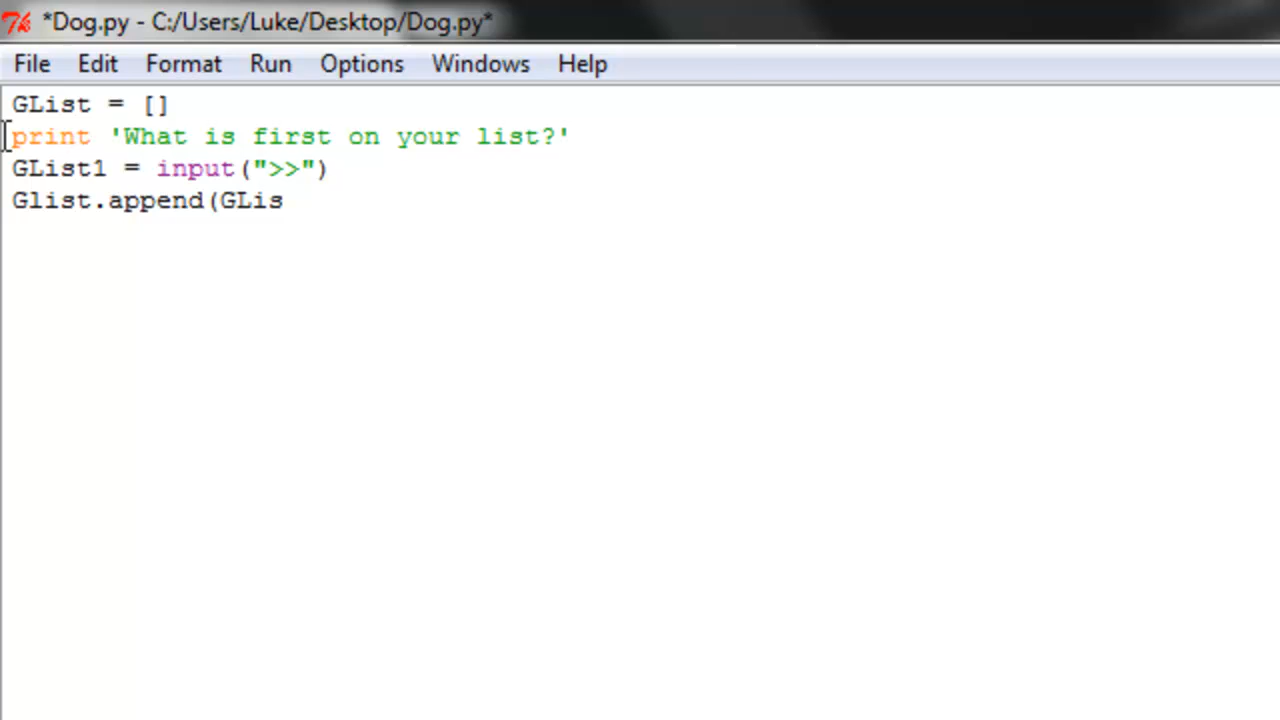 *Dog.py - C:/Users/Luke/Desktop/Dog.py*
File Edit Format Run Options Windows Help
GList = []
print 'What is first on your list?'
GList1 = input(">>")
Glist.append(GLis